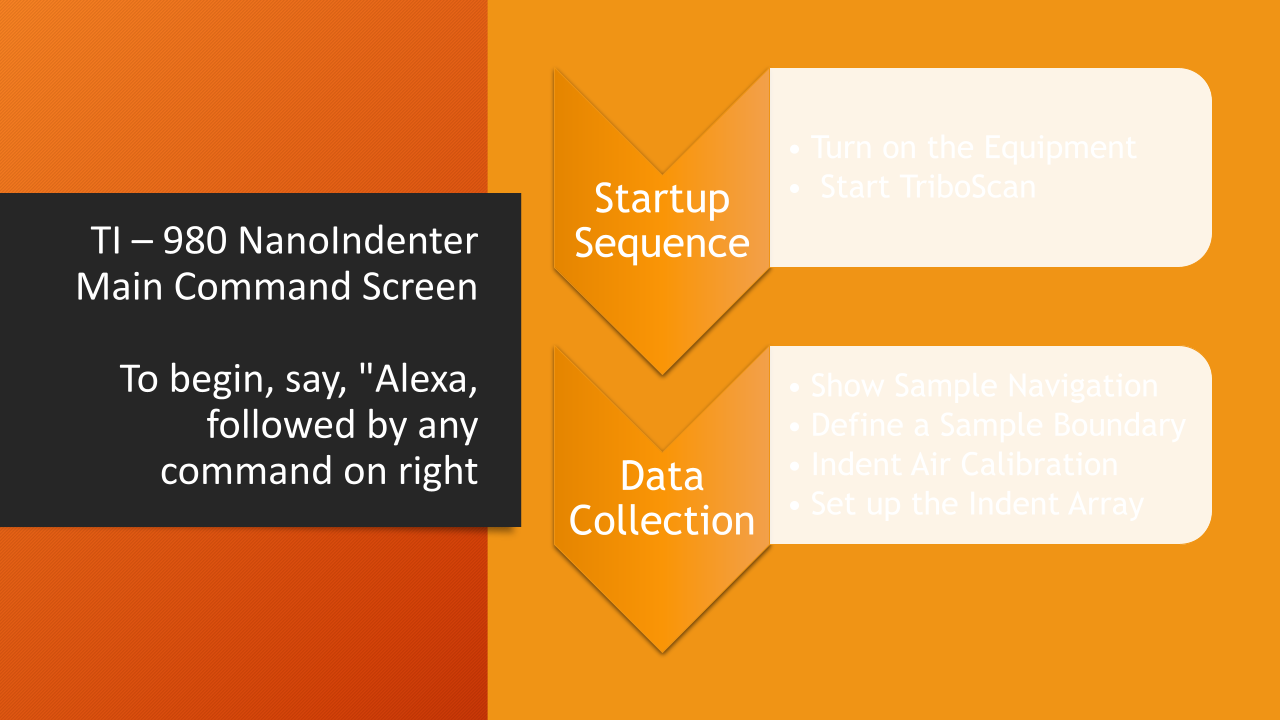 TI – 980 NanoIndenter
Main Command Screen
To begin, say, "Alexa,
followed by any
command on right
Startup
Sequence
• Turn on the Equipment
• Start TriboScan
Data
Collection
• Show Sample Navigation
• Define a Sample Boundary
• Indent Air Calibration
• Set up the Indent Array